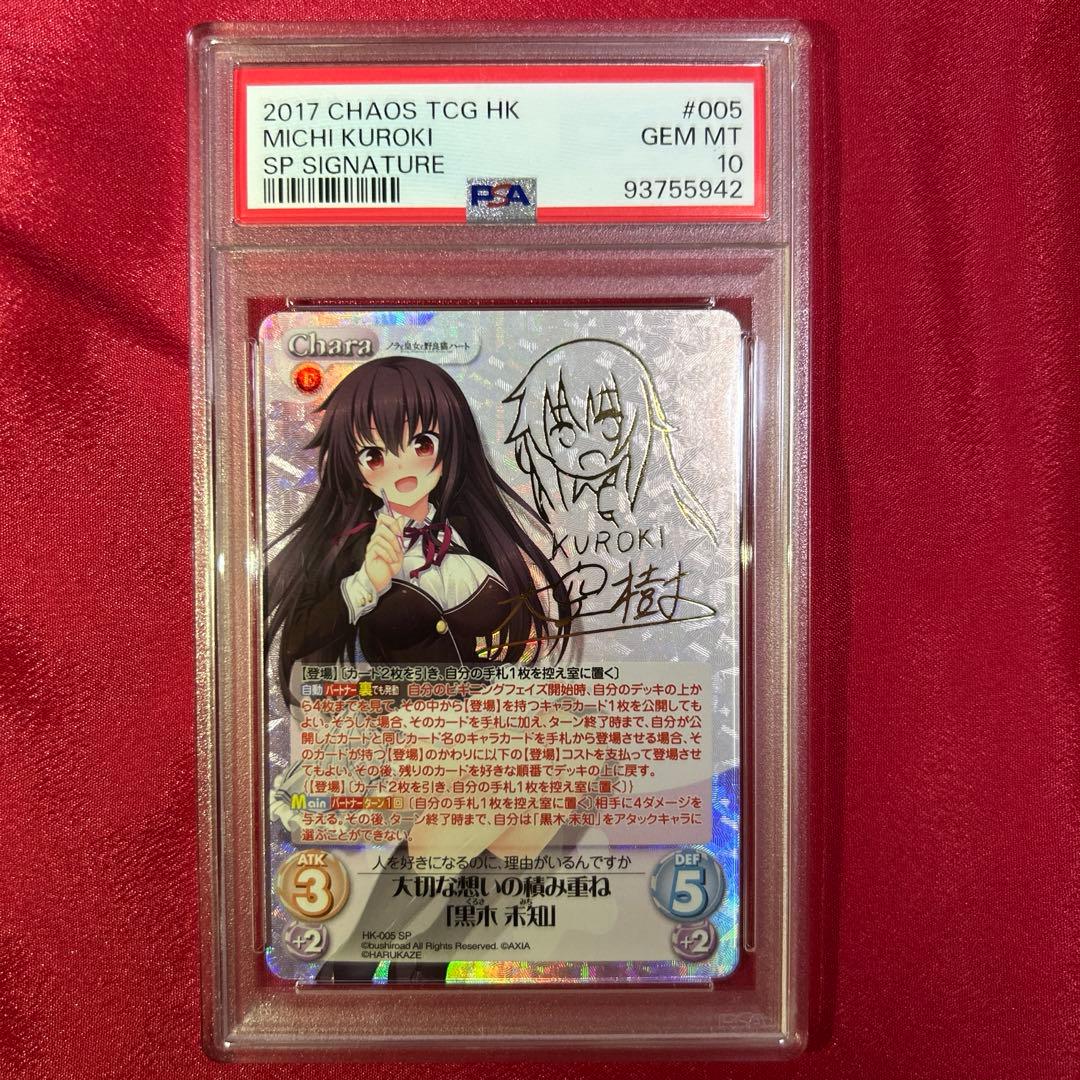 2017 CHAOS TCG HK #005
MICHI KUROKI GEM MT
SP SIGNATURE 10
PSA 93755942
Chara ノラと皇女と野良猫ハート
E
KUROKI
大空樹
【登場】〔カード2枚を引き、自分の手札1枚を控え室に置く〕
自動 パートナー 裏でも発動 自分のビギニングフェイズ開始時、自分のデッキの上か
ら4枚までを見て、その中から【登場】を持つキャラカード1枚を公開しても
よい。そうした場合、そのカードを手札に加え、ターン終了時まで、自分が公
開したカードと同じカード名のキャラカードを手札から登場させる場合、そ
のカードが持つ【登場】のかわりに以下の【登場】コストを支払って登場させ
てもよい。その後、残りのカードを好きな順番でデッキの上に戻す。
{【登場】〔カード2枚を引き、自分の手札1枚を控え室に置く〕}
Main パートナー ターン1回 〔自分の手札1枚を控え室に置く〕相手に4ダメージを
与える。その後、ターン終了時まで、自分は「黒木 未知」をアタックキャラに
選ぶことができない。
ATK 人を好きになるのに、理由がいるんですか DEF
3 大切な想いの積み重ね 5
くろき みち
「黒木 未知」
+2 HK-005 SP +2
©bushiroad All Rights Reserved. ©AXIA
©HARUKAZE